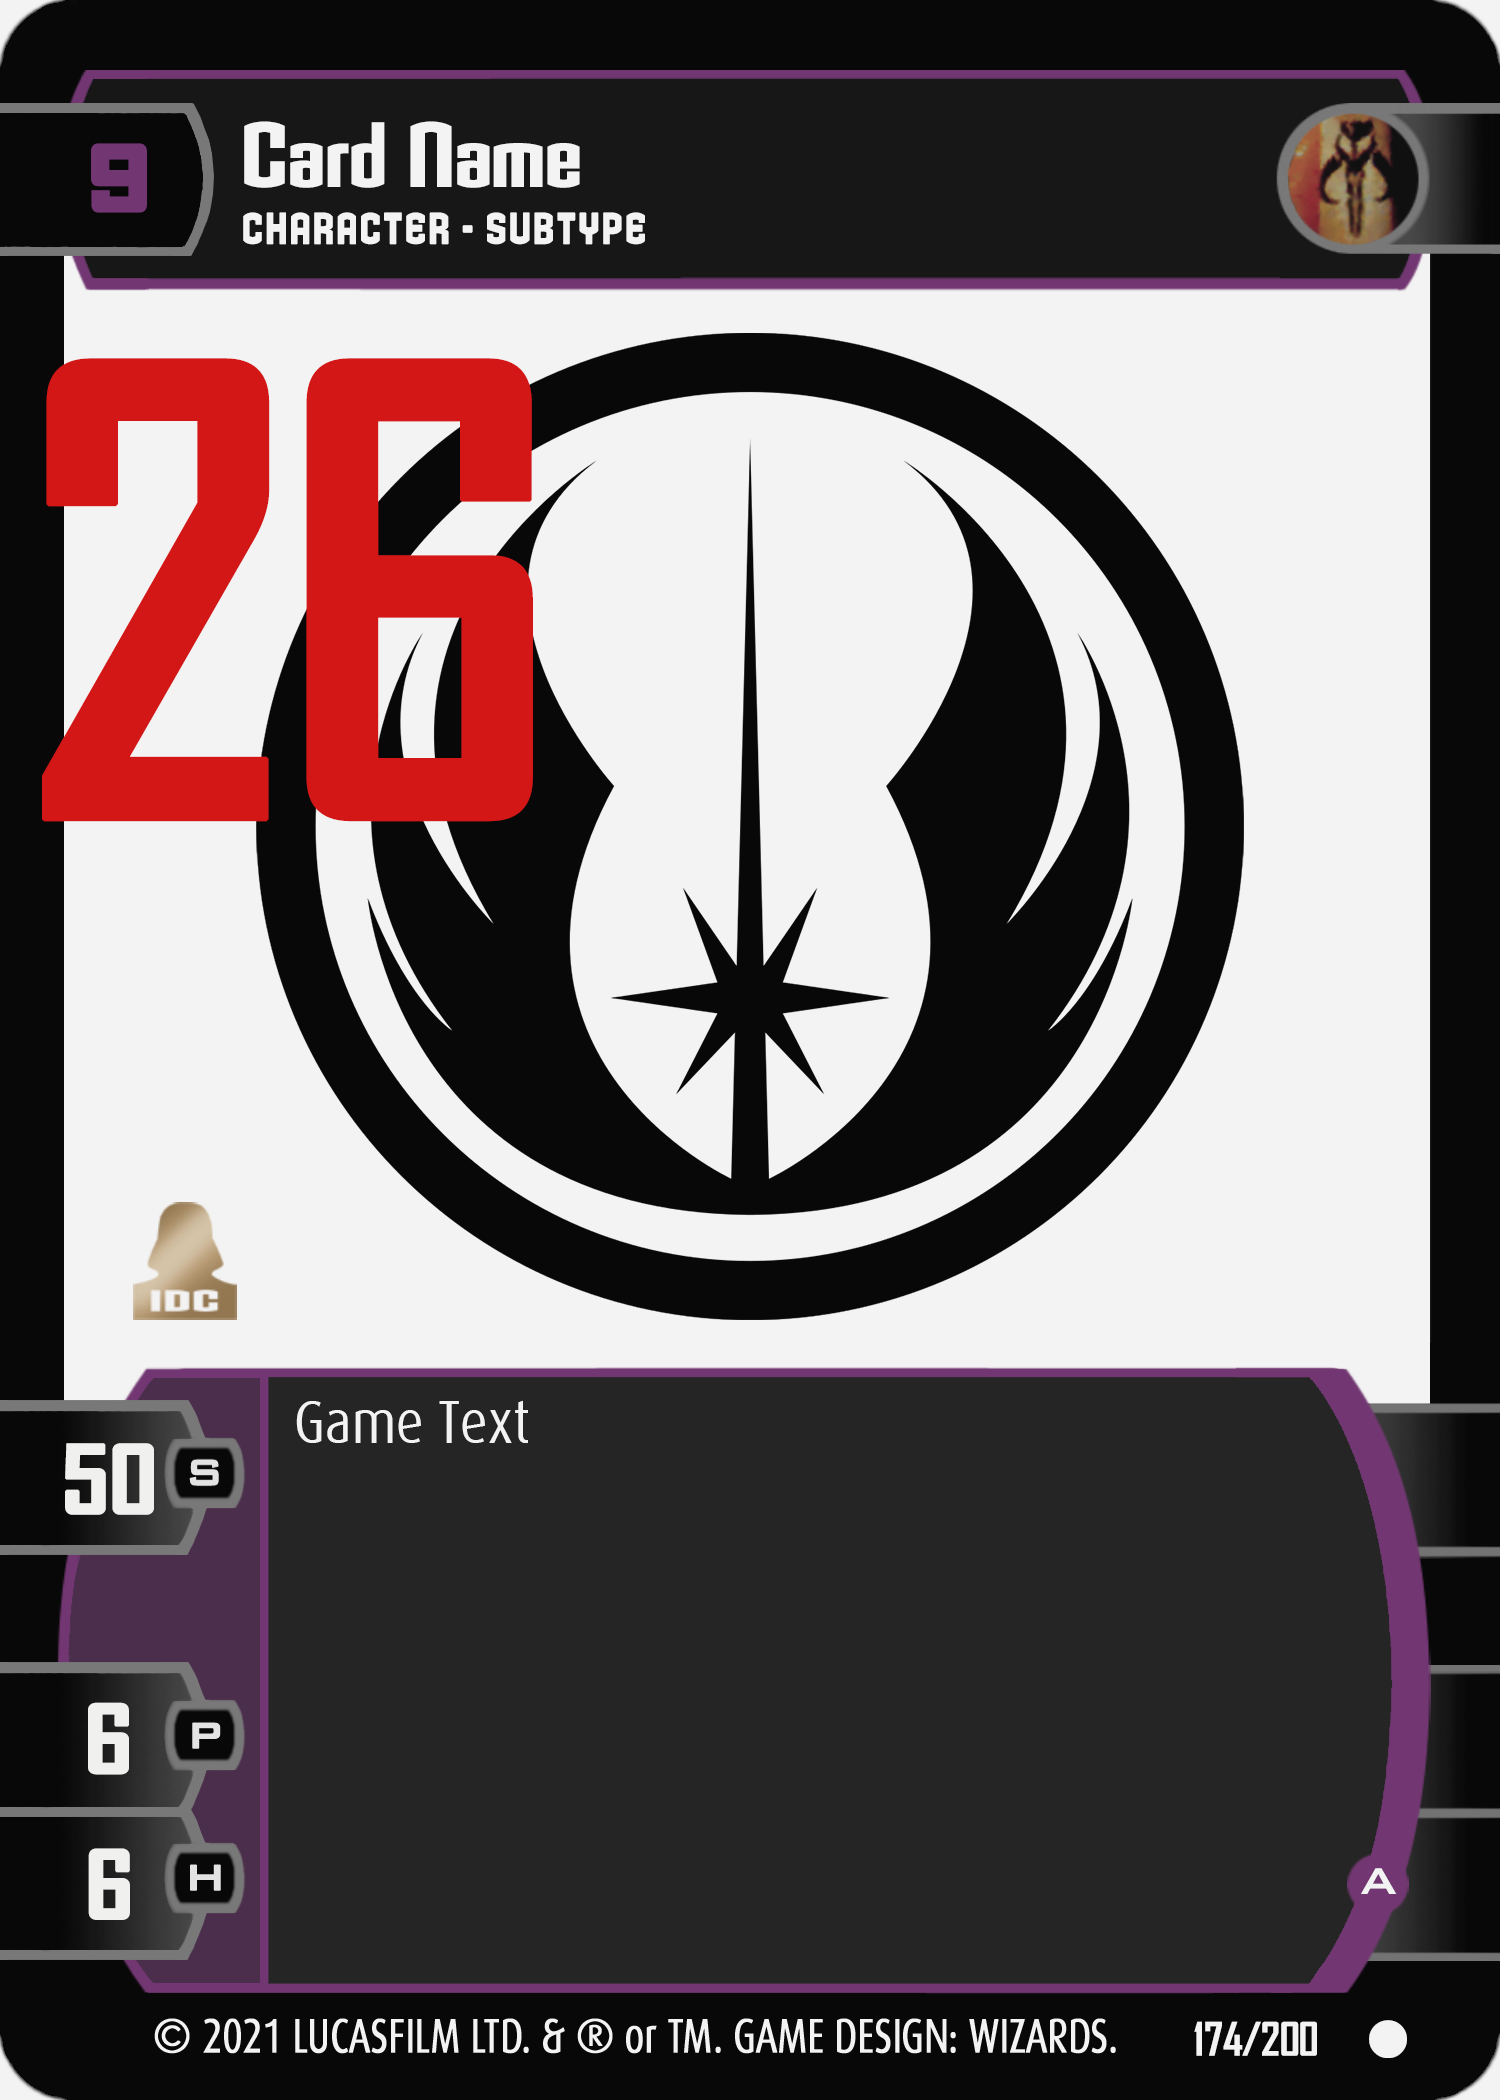 9
Card Name
CHARACTER - SUBTYPE
26
IDC
Game Text
50 S
6 P
6 H
A
© 2021 LUCASFILM LTD. & ® or TM. GAME DESIGN: WIZARDS.
174/200